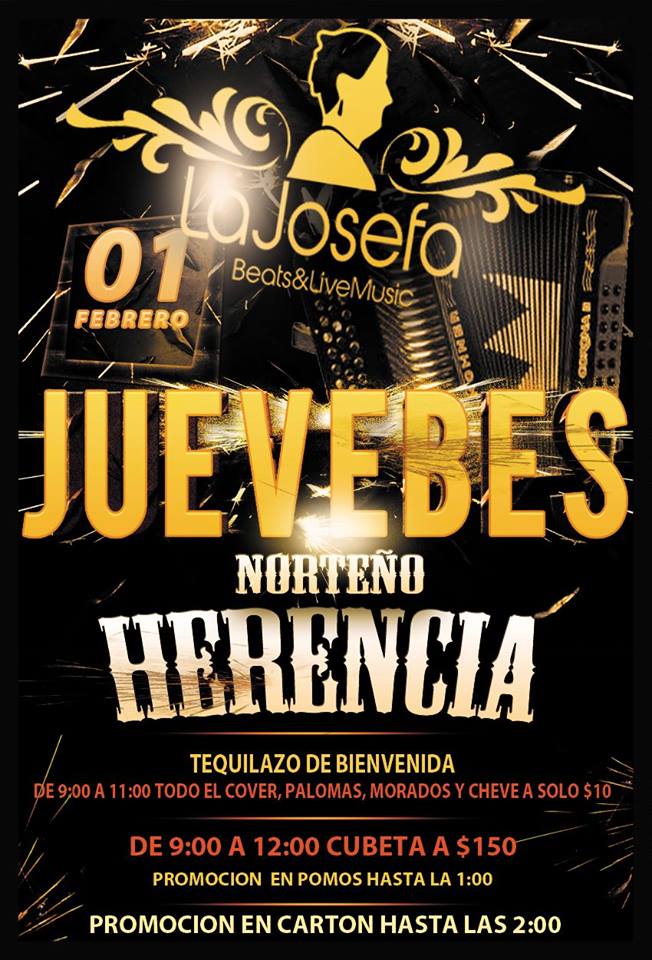 LaJosefa
Beats&LiveMusic
01
FEBRERO
JUEVEBES
NORTEÑO
HERENCIA
TEQUILAZO DE BIENVENIDA
DE 9:00 A 11:00 TODO EL COVER, PALOMAS, MORADOS Y CHEVE A SOLO $10
DE 9:00 A 12:00 CUBETA A $150
PROMOCION EN POMOS HASTA LA 1:00
PROMOCION EN CARTON HASTA LAS 2:00